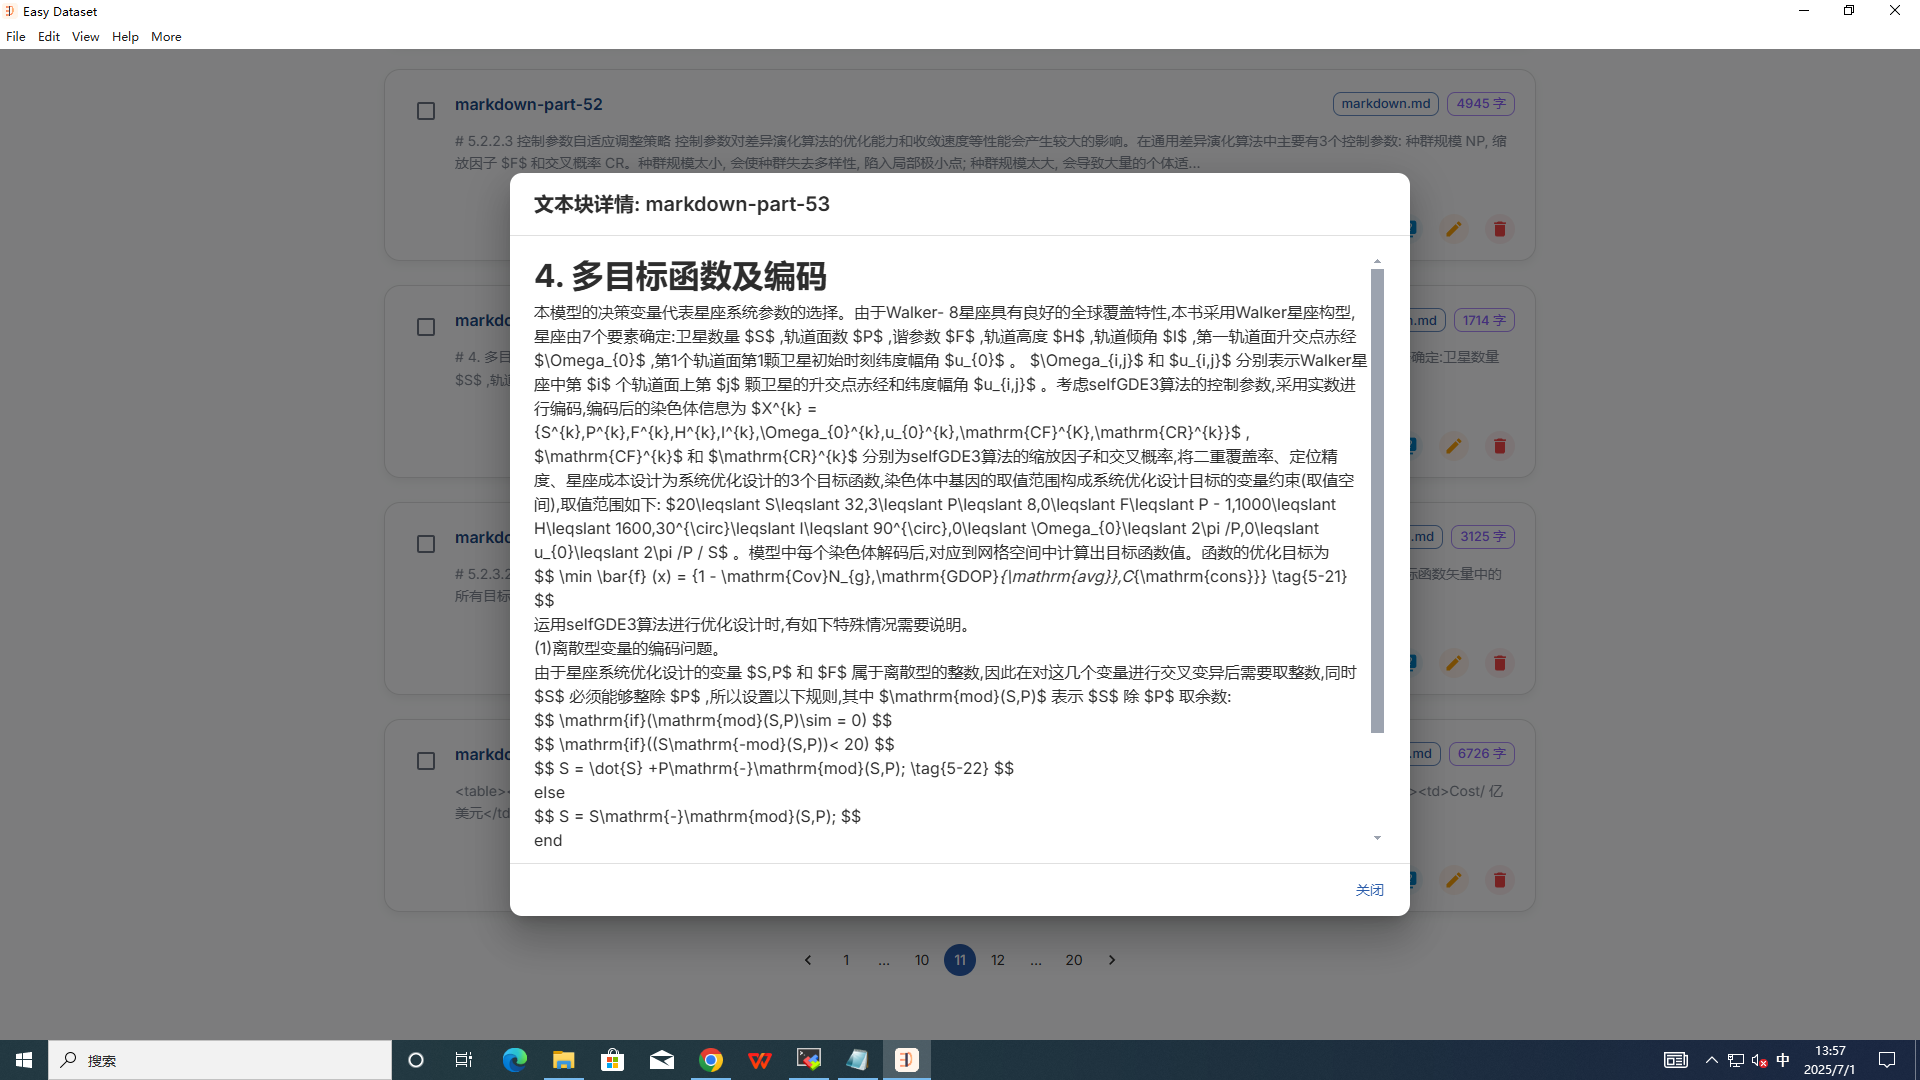 Easy Dataset
File Edit View Help More
markdown-part-52
markdown.md
4945 字
# 5.2.2.3 控制参数自适应调整策略 控制参数对差异演化算法的优化能力和收敛速度等性能会产生较大的影响。在通用差异演化算法中主要有3个控制参数: 种群规模 NP, 缩
放因子 $F$ 和交叉概率 CR。种群规模太小, 会使种群失去多样性, 陷入局部极小点; 种群规模太大, 会导致大量的个体适...
文本块详情: markdown-part-53
4. 多目标函数及编码
本模型的决策变量代表星座系统参数的选择。由于Walker- 8星座具有良好的全球覆盖特性,本书采用Walker星座构型,
星座由7个要素确定:卫星数量 $S$ ,轨道面数 $P$ ,谐参数 $F$ ,轨道高度 $H$ ,轨道倾角 $I$ ,第一轨道面升交点赤经
$\Omega_{0}$ ,第1个轨道面第1颗卫星初始时刻纬度幅角 $u_{0}$ 。 $\Omega_{i,j}$ 和 $u_{i,j}$ 分别表示Walker星
座中第 $i$ 个轨道面上第 $j$ 颗卫星的升交点赤经和纬度幅角 $u_{i,j}$ 。考虑selfGDE3算法的控制参数,采用实数进
行编码,编码后的染色体信息为 $X^{k} =
{S^{k},P^{k},F^{k},H^{k},I^{k},\Omega_{0}^{k},u_{0}^{k},\mathrm{CF}^{K},\mathrm{CR}^{k}}$ ,
$\mathrm{CF}^{k}$ 和 $\mathrm{CR}^{k}$ 分别为selfGDE3算法的缩放因子和交叉概率,将二重覆盖率、定位精
度、星座成本设计为系统优化设计的3个目标函数,染色体中基因的取值范围构成系统优化设计目标的变量约束(取值空
间),取值范围如下: $20\leqslant S\leqslant 32,3\leqslant P\leqslant 8,0\leqslant F\leqslant P - 1,1000\leqslant
H\leqslant 1600,30^{\circ}\leqslant I\leqslant 90^{\circ},0\leqslant \Omega_{0}\leqslant 2\pi /P,0\leqslant
u_{0}\leqslant 2\pi /P / S$ 。模型中每个染色体解码后,对应到网格空间中计算出目标函数值。函数的优化目标为
$$ \min \bar{f} (x) = {1 - \mathrm{Cov}N_{g},\mathrm{GDOP}{|\mathrm{avg}},C{\mathrm{cons}}} \tag{5-21}
$$
运用selfGDE3算法进行优化设计时,有如下特殊情况需要说明。
(1)离散型变量的编码问题。
由于星座系统优化设计的变量 $S,P$ 和 $F$ 属于离散型的整数,因此在对这几个变量进行交叉变异后需要取整数,同时
$S$ 必须能够整除 $P$ ,所以设置以下规则,其中 $\mathrm{mod}(S,P)$ 表示 $S$ 除 $P$ 取余数:
$$ \mathrm{if}(\mathrm{mod}(S,P)\sim = 0) $$
$$ \mathrm{if}((S\mathrm{-mod}(S,P))< 20) $$
$$ S = \dot{S} +P\mathrm{-}\mathrm{mod}(S,P); \tag{5-22} $$
else
$$ S = S\mathrm{-}\mathrm{mod}(S,P); $$
end
关闭
markdo
n.md
1714 字
# 4. 多目
确定:卫星数量
$S$ ,轨道
markdo
.md
3125 字
# 5.2.3.2
标函数矢量中的
所有目标
markdo
.md
6726 字
<table>
><td>Cost/ 亿
美元</td
1 ... 10 11 12 ... 20
搜索
中
13:57
2025/7/1